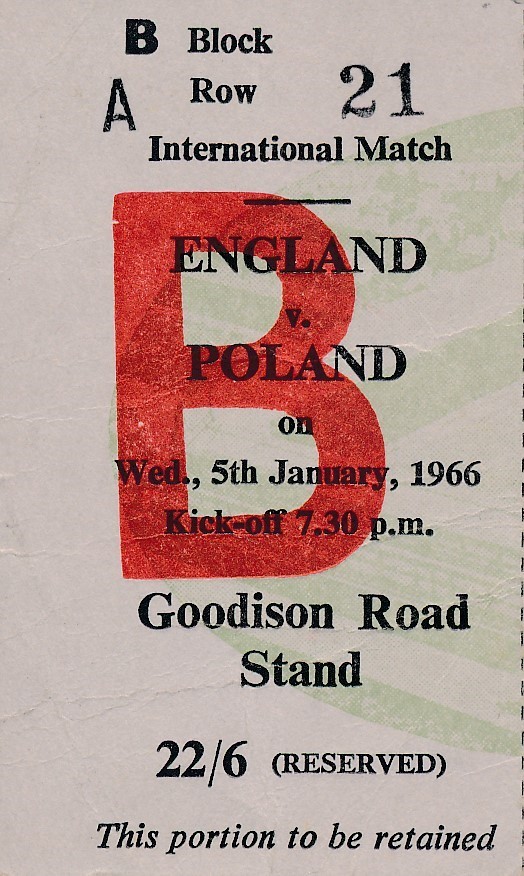 B Block
A Row 21
International Match
ENGLAND
v.
POLAND
on
Wed., 5th January, 1966
Kick-off 7.30 p.m.
B
Goodison Road
Stand
22/6 (RESERVED)
This portion to be retained